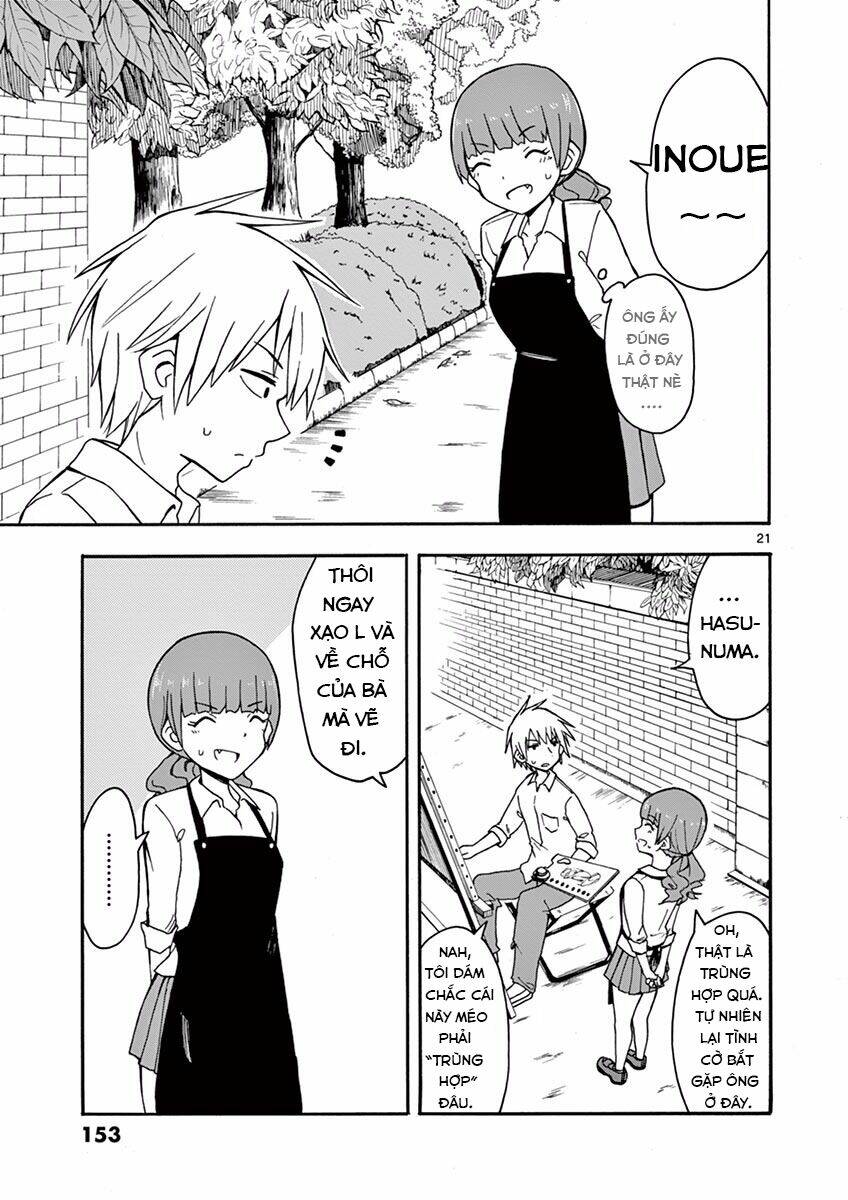 INOUE
~~
ÔNG ẤY
ĐÚNG
LÀ Ở ĐÂY
THẬT NÈ
....
21
...
HASU-
NUMA.
OH,
THẬT LÀ
TRÙNG
HỢP QUÁ.
TỰ NHIÊN
LẠI TÌNH
CỜ BẮT
GẶP ÔNG
Ở ĐÂY.
NAH,
TÔI DÁM
CHẮC CÁI
NÀY MÉO
PHẢI
"TRÙNG
HỢP"
ĐÂU.
THÔI
NGAY
XẠO L VÀ
VỀ CHỖ
CỦA BÀ
MÀ VẼ
ĐI.
.........
153